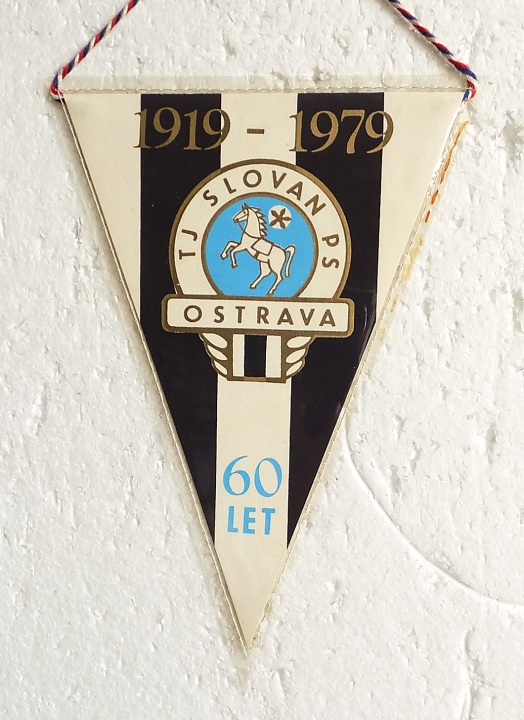 1919 - 1979
TJ SLOVAN PS
OSTRAVA
60
LET